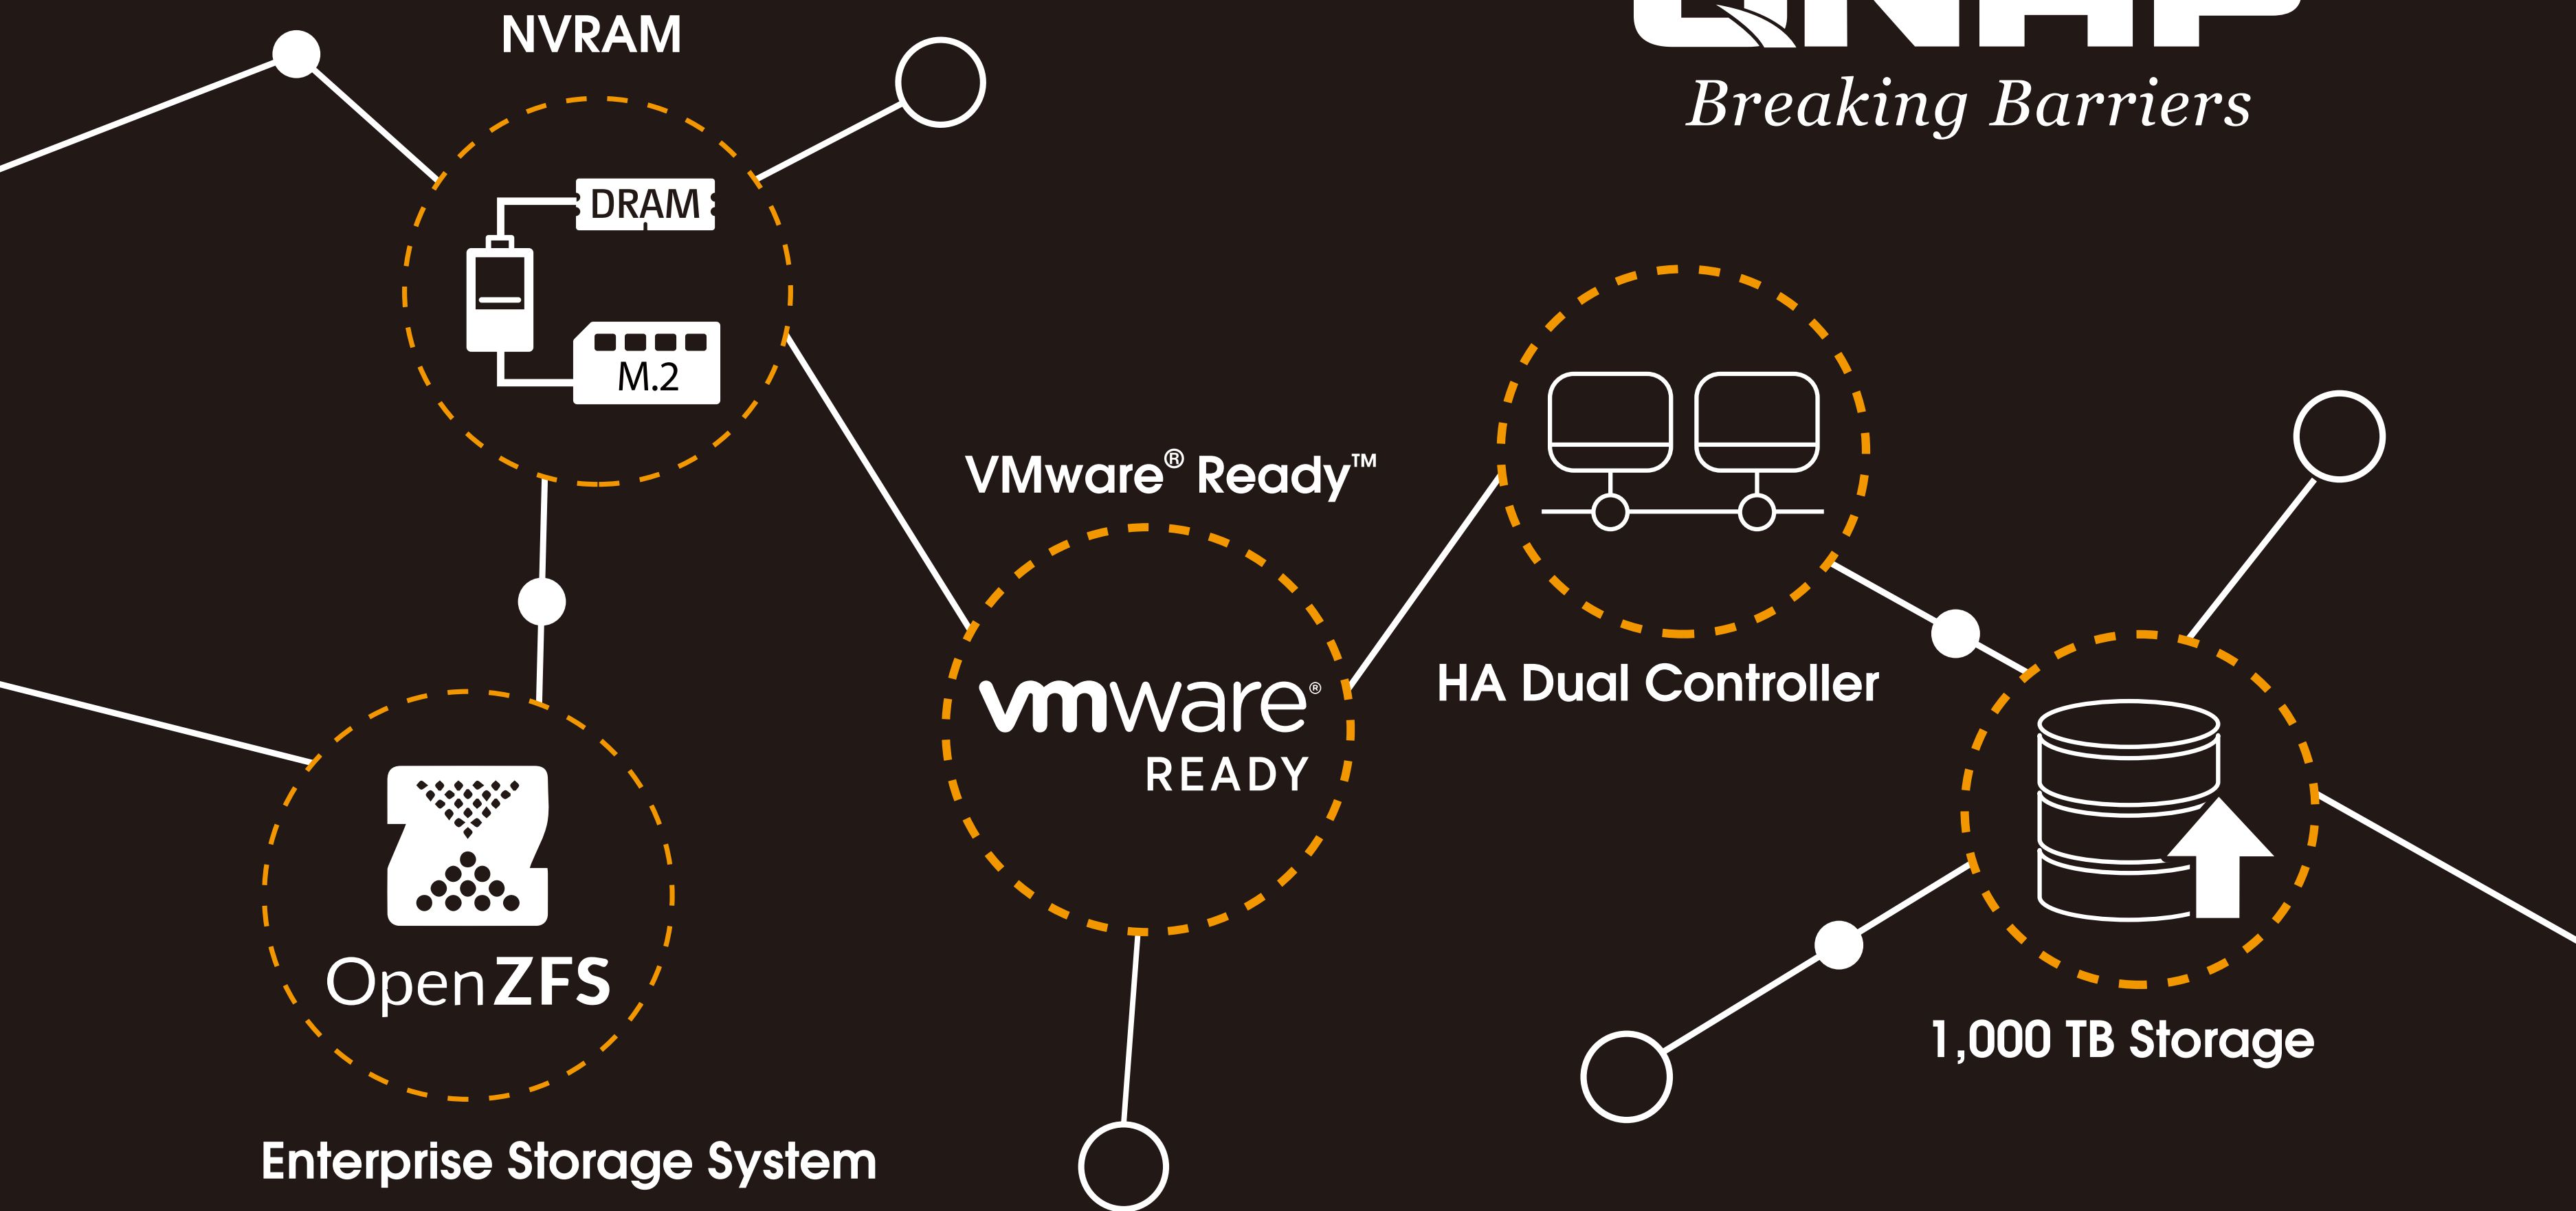 NVRAM
QNAP
Breaking Barriers
DRAM
M.2
VMware® Ready™
vmware®
READY
HA Dual Controller
OpenZFS
1,000 TB Storage
Enterprise Storage System